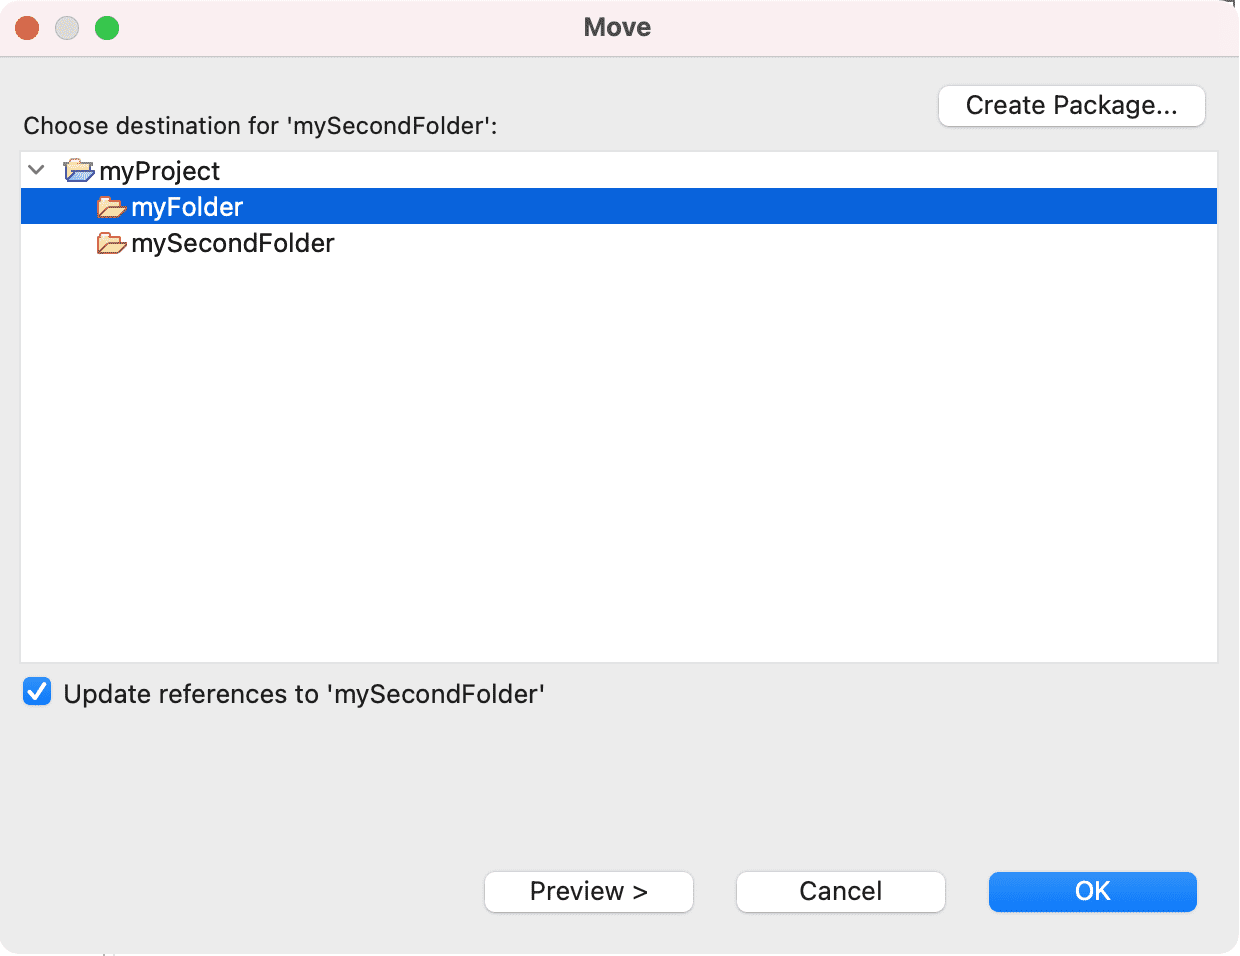 Move
Create Package...
Choose destination for 'mySecondFolder':
myProject
myFolder
mySecondFolder
Update references to 'mySecondFolder'
Preview >
Cancel
OK